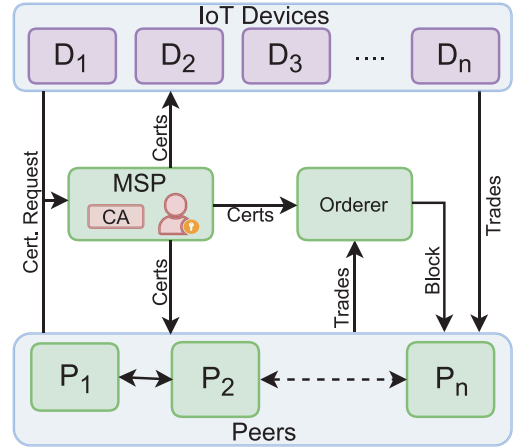 IoT Devices
D1 D2 D3 .... Dn
Cert. Request
Certs
MSP
CA
Certs
Orderer
Trades
Certs
Trades
Block
P1 P2 Pn
Peers